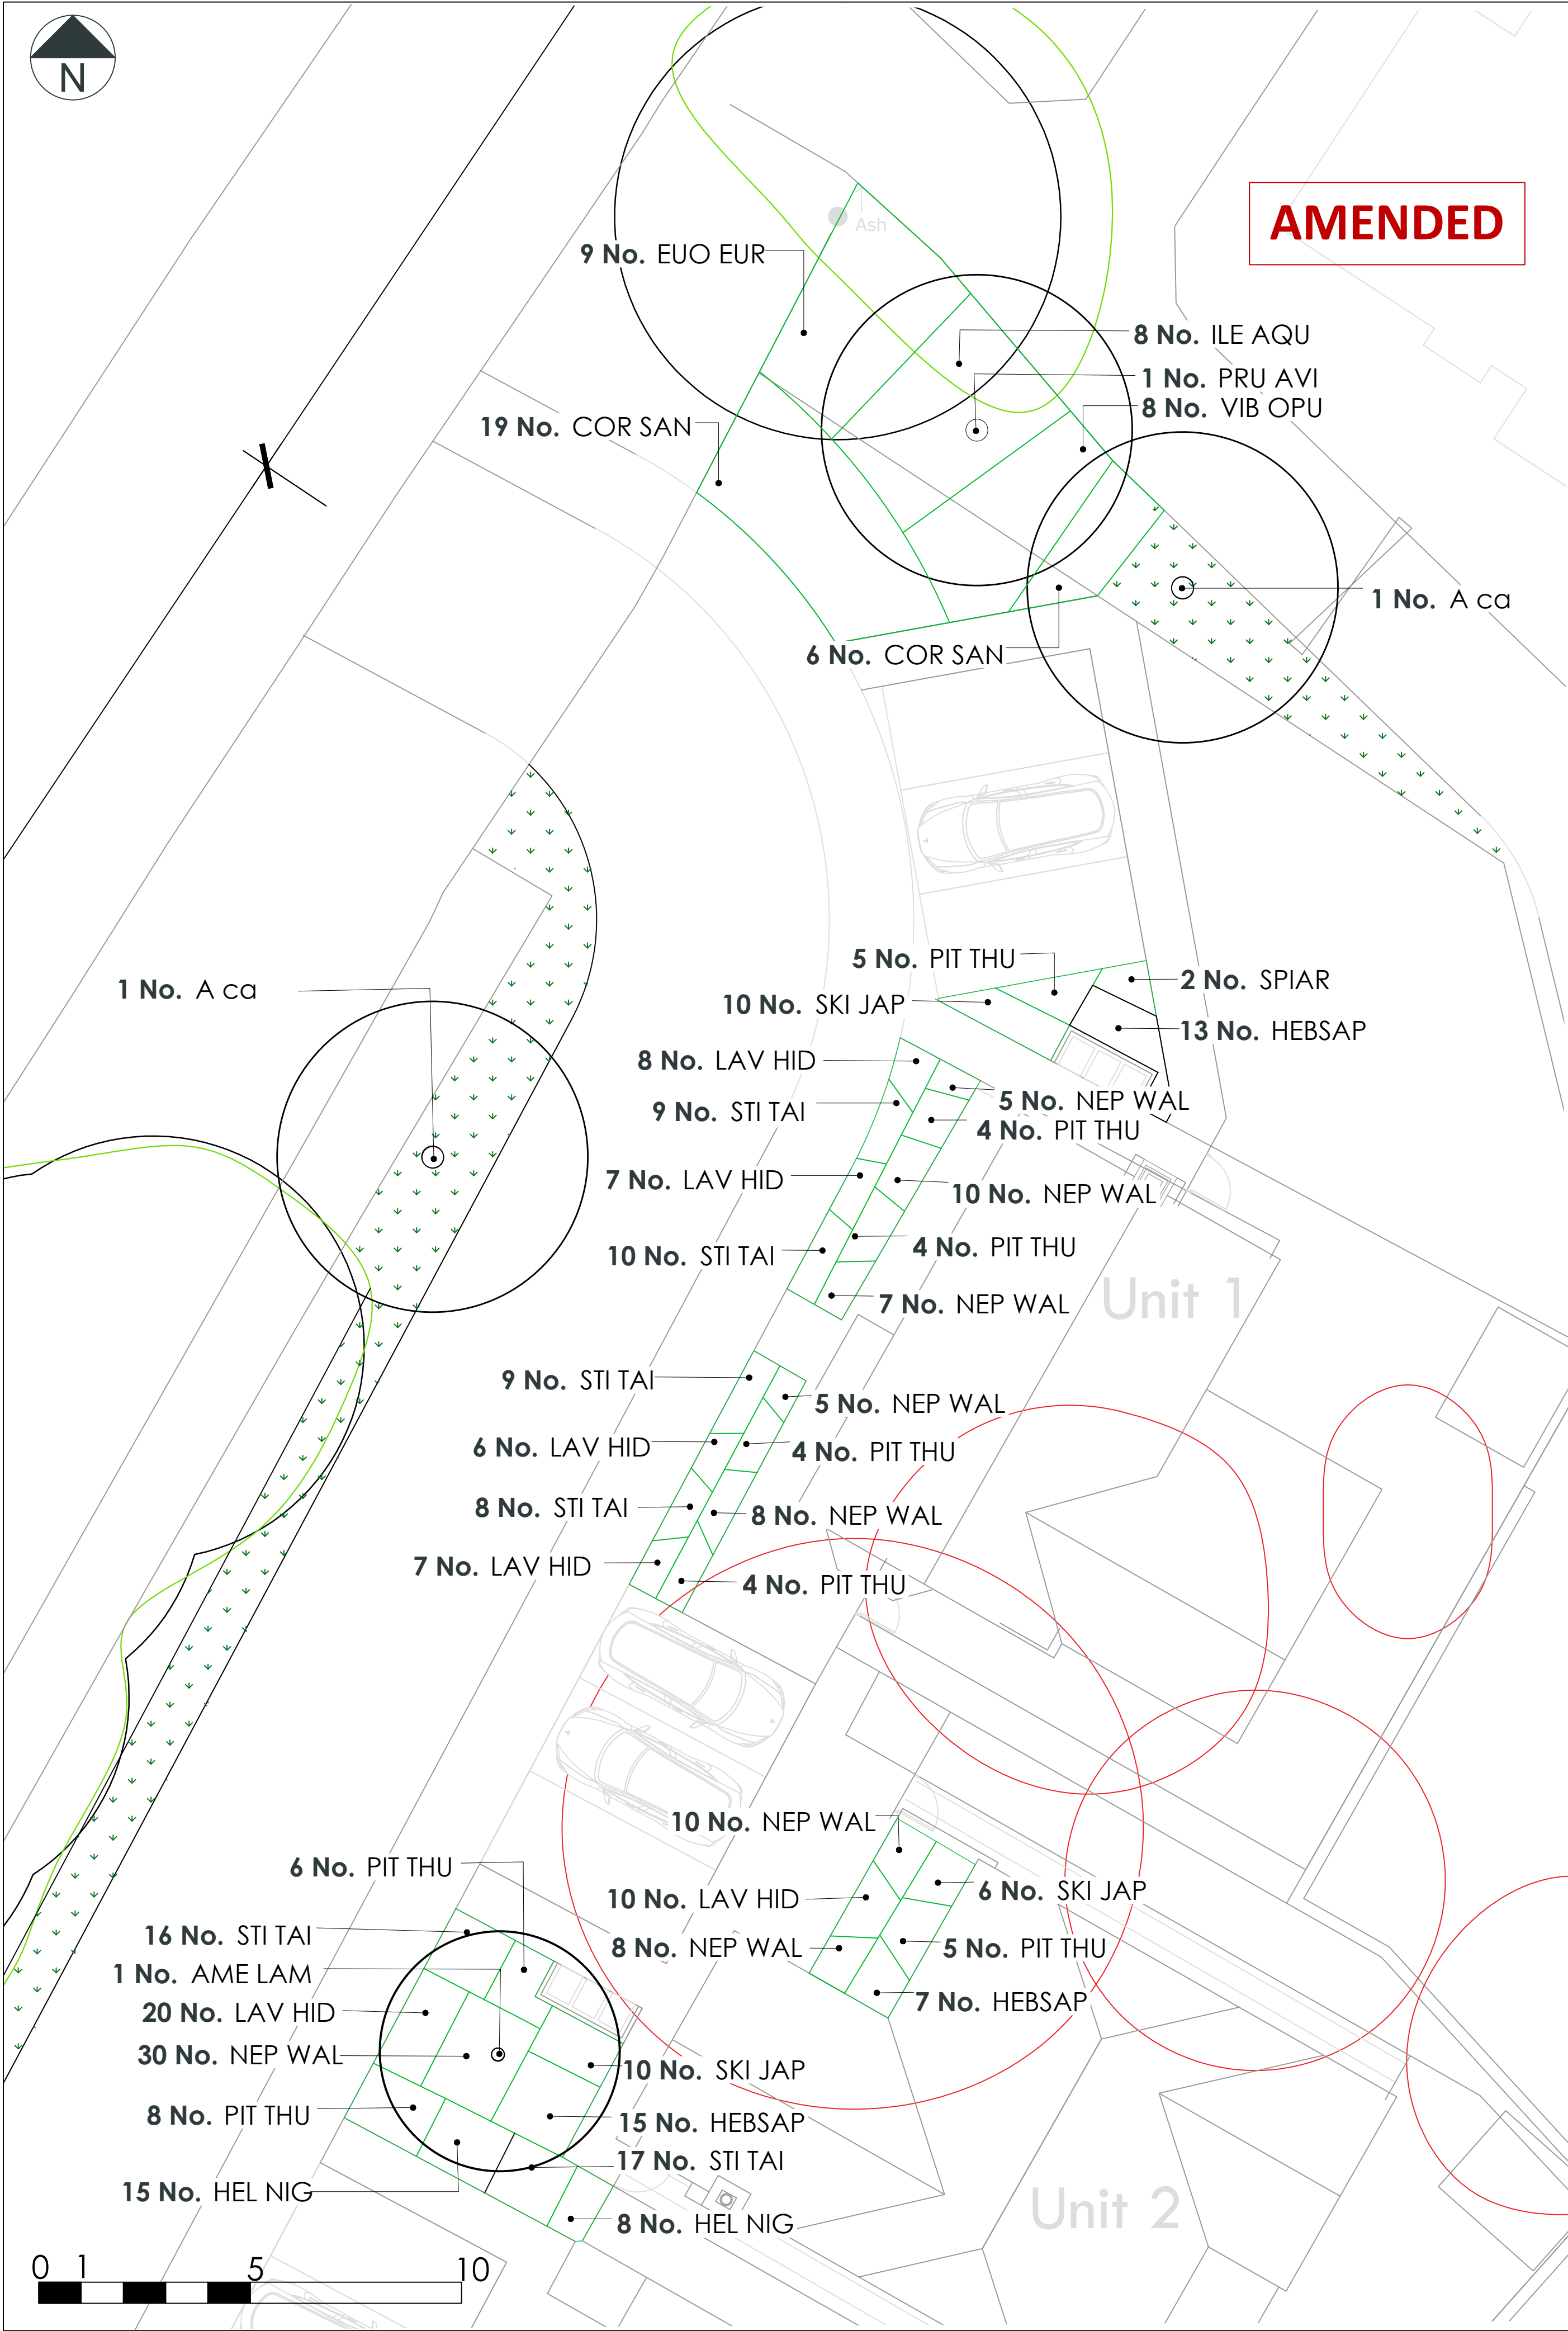 N
AMENDED
Ash
9 No. EUO EUR
8 No. ILE AQU
1 No. PRU AVI
8 No. VIB OPU
19 No. COR SAN
1 No. A ca
6 No. COR SAN
5 No. PIT THU
2 No. SPIAR
10 No. SKI JAP
13 No. HEBSAP
1 No. A ca
8 No. LAV HID
5 No. NEP WAL
9 No. STI TAI
4 No. PIT THU
7 No. LAV HID
10 No. NEP WAL
10 No. STI TAI
4 No. PIT THU
7 No. NEP WAL
Unit 1
9 No. STI TAI
5 No. NEP WAL
6 No. LAV HID
4 No. PIT THU
8 No. STI TAI
8 No. NEP WAL
7 No. LAV HID
4 No. PIT THU
10 No. NEP WAL
6 No. PIT THU
10 No. LAV HID
6 No. SKI JAP
16 No. STI TAI
8 No. NEP WAL
5 No. PIT THU
1 No. AME LAM
7 No. HEBSAP
20 No. LAV HID
30 No. NEP WAL
10 No. SKI JAP
8 No. PIT THU
15 No. HEBSAP
17 No. STI TAI
15 No. HEL NIG
8 No. HEL NIG
Unit 2
0 1 5 10